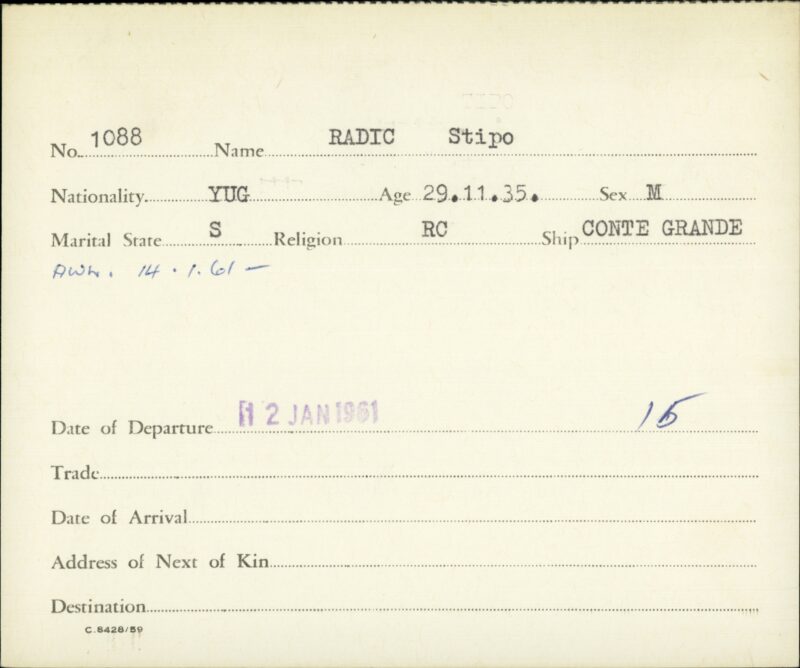 No. 1088 Name RADIC Stipo
Nationality. YUG Age 29.11.35. Sex M
Marital State S Religion RC Ship CONTE GRANDE
14.1.61 -
Date of Departure 12 JAN 1961 15
Trade
Date of Arrival
Address of Next of Kin
Destination
C.8428/59